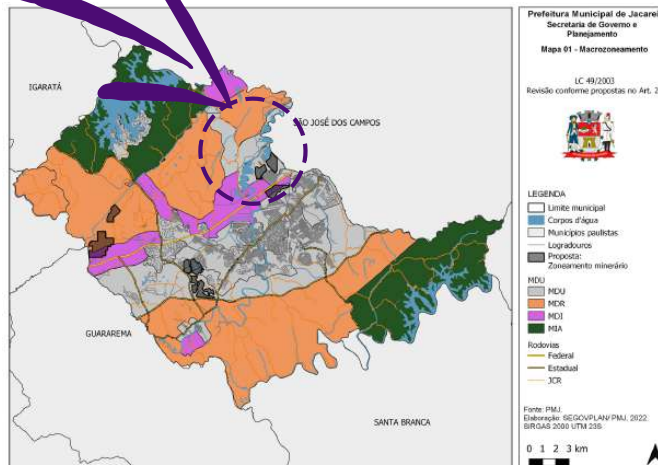 Prefeitura Municipal de Jacareí
Secretaria de Governo e
Planejamento
Mapa 01 - Macrozoneamento
LC 49/2003
Revisão conforme propostas no Art. 2
IGARATÁ
SÃO JOSÉ DOS CAMPOS
GUARAREMA
SANTA BRANCA
LEGENDA
Limite municipal
Corpos d'água
Municípios paulistas
Logradouros
Proposta:
Zoneamento minerário
MDU
MDU
MDR
MDI
MIA
Rodovias
Federal
Estadual
JCR
Fonte: PMJ.
Elaboração: SEGOVPLAN/ PMJ, 2022.
SIRGAS 2000 UTM 23S
0 1 2 3 km